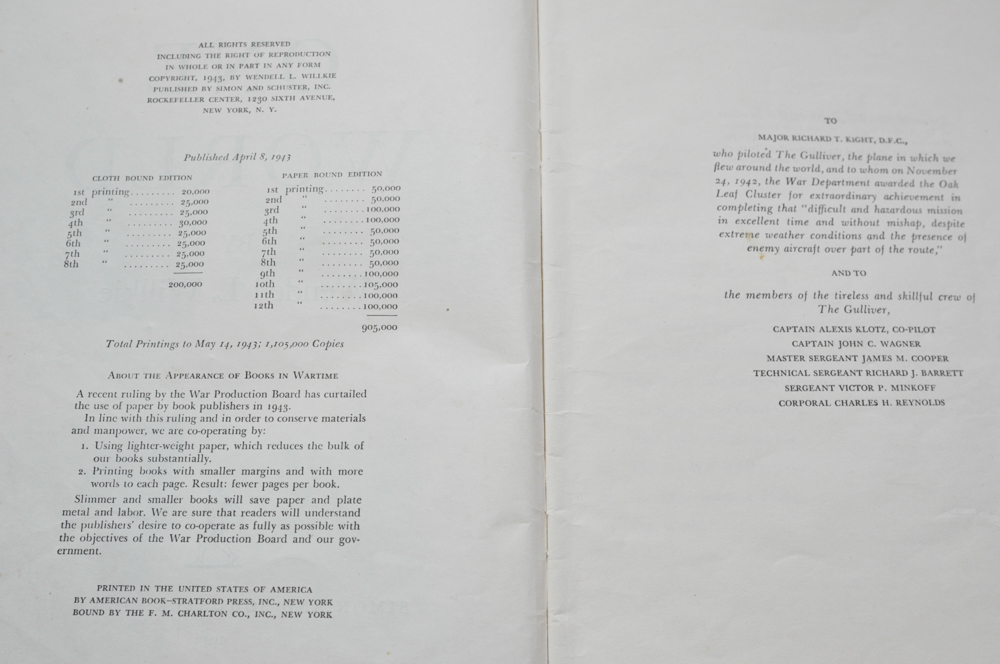 ALL RIGHTS RESERVED
INCLUDING THE RIGHT OF REPRODUCTION
IN WHOLE OR IN PART IN ANY FORM
COPYRIGHT, 1943, BY WENDELL L. WILLKIE
PUBLISHED BY SIMON AND SCHUSTER, INC.
ROCKEFELLER CENTER, 1230 SIXTH AVENUE,
NEW YORK, N. Y.
Published April 8, 1943
CLOTH BOUND EDITION
1st printing......... 20,000
2nd " ......... 25,000
3rd " ......... 25,000
4th " ......... 30,000
5th " ......... 25,000
6th " ......... 25,000
7th " ......... 25,000
8th " ......... 25,000
200,000
PAPER BOUND EDITION
1st printing........ 50,000
2nd " ........ 50,000
3rd " ........100,000
4th " ........100,000
5th " ........ 50,000
6th " ........ 50,000
7th " ........ 50,000
8th " ........ 50,000
9th " ........100,000
10th " ........105,000
11th " ........100,000
12th " ........100,000
905,000
Total Printings to May 14, 1943; 1,105,000 Copies
ABOUT THE APPEARANCE OF BOOKS IN WARTIME
A recent ruling by the War Production Board has curtailed
the use of paper by book publishers in 1943.
In line with this ruling and in order to conserve materials
and manpower, we are co-operating by:
1. Using lighter-weight paper, which reduces the bulk of
our books substantially.
2. Printing books with smaller margins and with more
words to each page. Result: fewer pages per book.
Slimmer and smaller books will save paper and plate
metal and labor. We are sure that readers will understand
the publishers' desire to co-operate as fully as possible with
the objectives of the War Production Board and our gov-
ernment.
PRINTED IN THE UNITED STATES OF AMERICA
BY AMERICAN BOOK–STRATFORD PRESS, INC., NEW YORK
BOUND BY THE F. M. CHARLTON CO., INC., NEW YORK
TO
MAJOR RICHARD T. KIGHT, D.F.C.,
who piloted The Gulliver, the plane in which we
flew around the world, and to whom on November
24, 1942, the War Department awarded the Oak
Leaf Cluster for extraordinary achievement in
completing that "difficult and hazardous mission
in excellent time and without mishap, despite
extreme weather conditions and the presence of
enemy aircraft over part of the route,"
AND TO
the members of the tireless and skillful crew of
The Gulliver,
CAPTAIN ALEXIS KLOTZ, CO-PILOT
CAPTAIN JOHN C. WAGNER
MASTER SERGEANT JAMES M. COOPER
TECHNICAL SERGEANT RICHARD J. BARRETT
SERGEANT VICTOR P. MINKOFF
CORPORAL CHARLES H. REYNOLDS